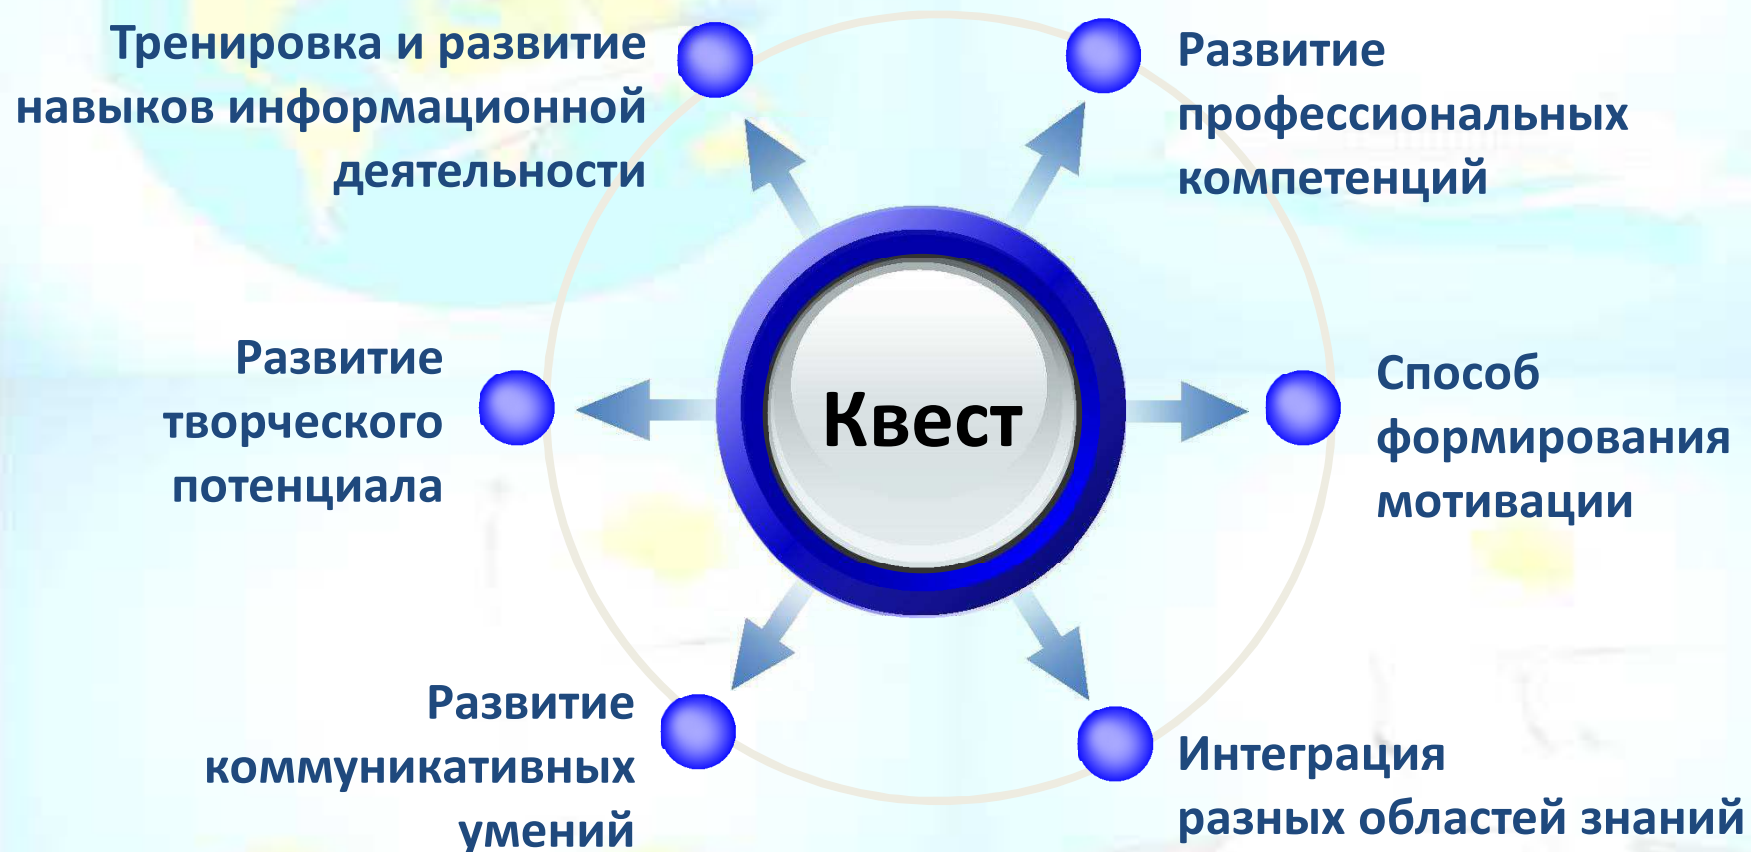 Тренировка и развитие
навыков информационной
деятельности
Развитие
профессиональных
компетенций
Развитие
творческого
потенциала
Квест
Способ
формирования
мотивации
Развитие
коммуникативных
умений
Интеграция
разных областей знаний